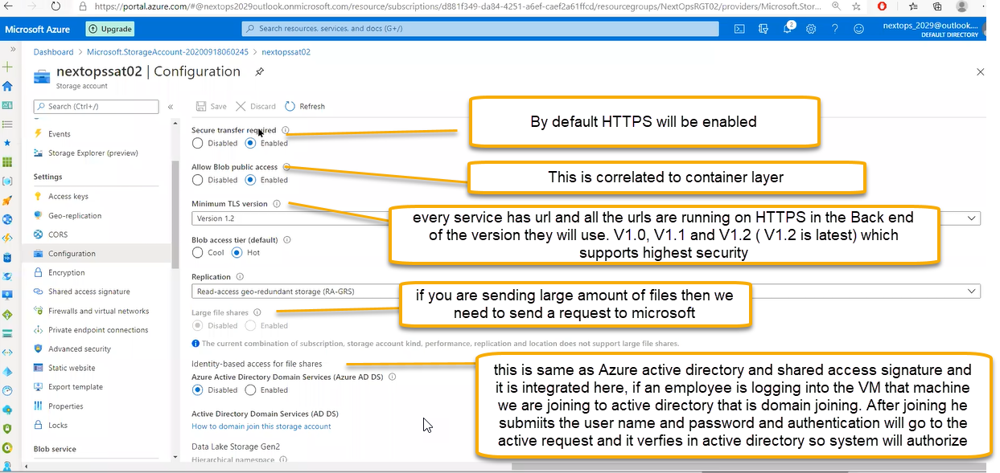 https://portal.azure.com/#@nextops2029outlook.onmicrosoft.com/resource/subscriptions/d881f349-da84-4251-a6ef-caef2a61ffcd/resourcegroups/NextOpsRGT02/providers/Microsoft.Stor...
Microsoft Azure
Upgrade
Search resources, services, and docs (G+/)
2
nextops_2029@outlook....
DEFAULT DIRECTORY
Dashboard > Microsoft.StorageAccount-20200918060245 > nextopssat02
nextopssat02 | Configuration
Storage account
Search (Ctrl+/)
Events
Storage Explorer (preview)
Settings
Access keys
Geo-replication
CORS
Configuration
Encryption
Shared access signature
Firewalls and virtual networks
Private endpoint connections
Advanced security
Static website
Export template
Properties
Locks
Blob service
Save Discard Refresh
Secure transfer required
Disabled Enabled
Allow Blob public access
Disabled Enabled
Minimum TLS version
Version 1.2
Blob access tier (default)
Cool Hot
Replication
Read-access geo-redundant storage (RA-GRS)
Large file shares
Disabled Enabled
The current combination of subscription, storage account kind, performance, replication and location does not support large file shares.
Identity-based access for file shares
Azure Active Directory Domain Services (Azure AD DS)
Disabled Enabled
Active Directory Domain Services (AD DS)
How to domain join this storage account
Data Lake Storage Gen2
Hierarchical namespace
By default HTTPS will be enabled
This is correlated to container layer
every service has url and all the urls are running on HTTPS in the Back end
of the version they will use. V1.0, V1.1 and V1.2 ( V1.2 is latest) which
supports highest security
if you are sending large amount of files then we
need to send a request to microsoft
this is same as Azure active directory and shared access signature and
it is integrated here, if an employee is logging into the VM that machine
we are joining to active directory that is domain joining. After joining he
submiits the user name and password and authentication will go to the
active request and it verfies in active directory so system will authorize